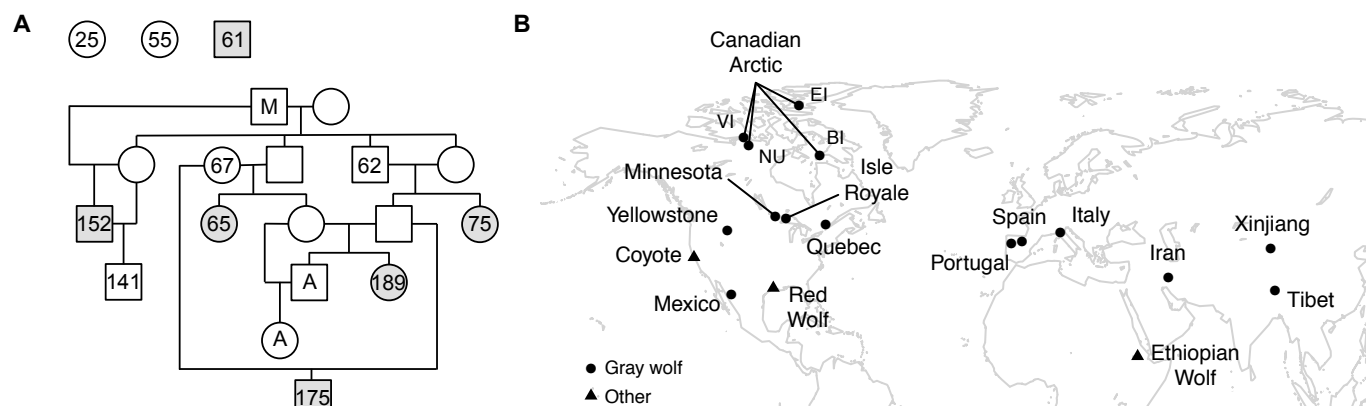 A
25 55 61
M
67 62
152 65 75
141 A 189
A
175
B
Canadian
Arctic
EI
VI
NU
BI
Minnesota
Isle
Royale
Yellowstone
Quebec
Coyote
Mexico
Red
Wolf
Spain
Italy
Portugal
Iran
Xinjiang
Tibet
Ethiopian
Wolf
Gray wolf
Other